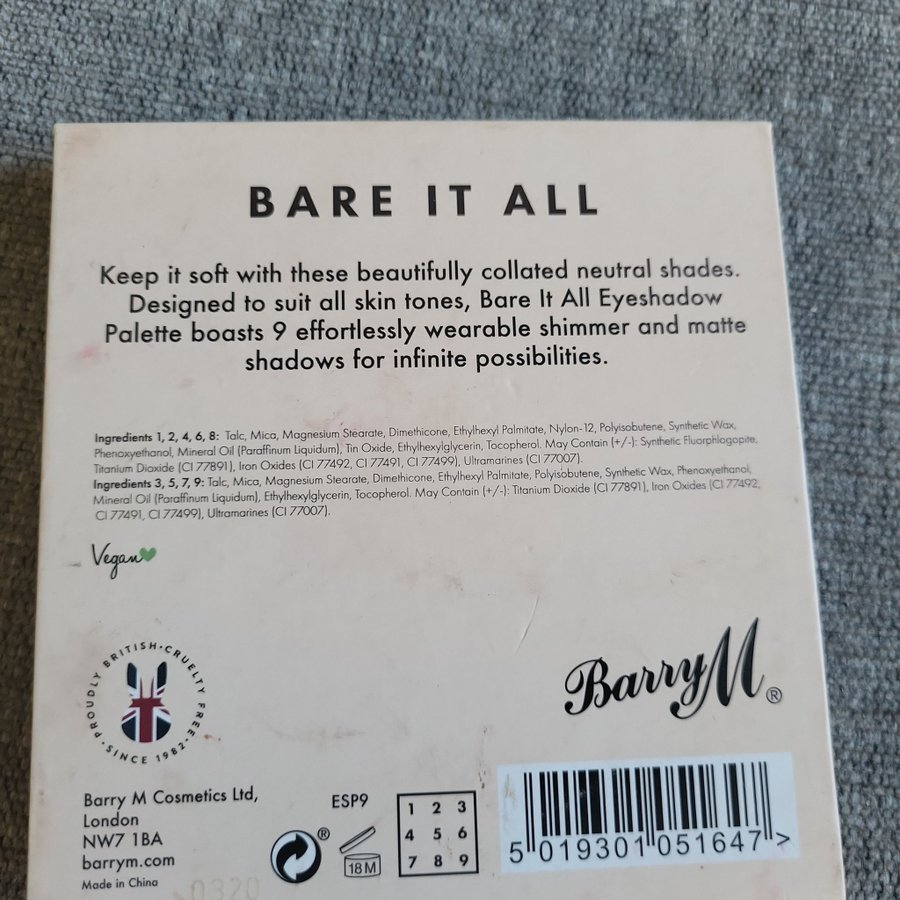 BARE IT ALL
Keep it soft with these beautifully collated neutral shades.
Designed to suit all skin tones, Bare It All Eyeshadow
Palette boasts 9 effortlessly wearable shimmer and matte
shadows for infinite possibilities.
Ingredients 1, 2, 4, 6, 8: Talc, Mica, Magnesium Stearate, Dimethicone, Ethylhexyl Palmitate, Nylon-12, Polyisobutene, Synthetic Wax,
Phenoxyethanol, Mineral Oil (Paraffinum Liquidum), Tin Oxide, Ethylhexylglycerin, Tocopherol. May Contain (+/-): Synthetic Fluorphlogopite,
Titanium Dioxide (CI 77891), Iron Oxides (CI 77492, CI 77491, CI 77499), Ultramarines (CI 77007).
Ingredients 3, 5, 7, 9: Talc, Mica, Magnesium Stearate, Dimethicone, Ethylhexyl Palmitate, Polyisobutene, Synthetic Wax, Phenoxyethanol,
Mineral Oil (Paraffinum Liquidum), Ethylhexylglycerin, Tocopherol. May Contain (+/-): Titanium Dioxide (CI 77891), Iron Oxides (CI 77492,
CI 77491, CI 77499), Ultramarines (CI 77007).
Vegan
·PROUDLY BRITISH·CRUELTY FREE·
SINCE 1982
Barry M®
Barry M Cosmetics Ltd,
London
NW7 1BA
barrym.com
Made in China
0320
ESP9
®
18M
1 2 3
4 5 6
7 8 9
5 019301 051647 >